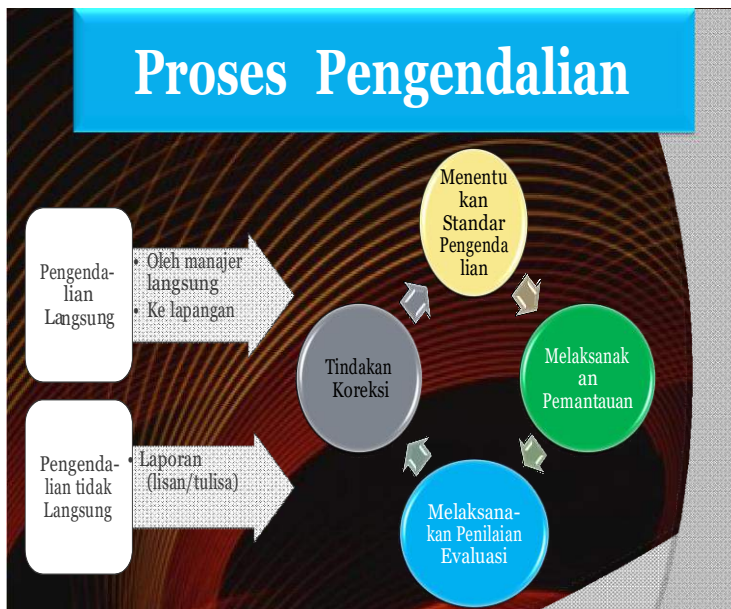 Proses Pengendalian
Pengenda-
lian
Langsung
• Oleh manajer
langsung
• Ke lapangan
Pengenda-
lian tidak
Langsung
• Laporan
(lisan/tulisa)
Menentu
kan
Standar
Pengenda
lian
Melaksanak
an
Pemantauan
Melaksana-
kan Penilaian
Evaluasi
Tindakan
Koreksi